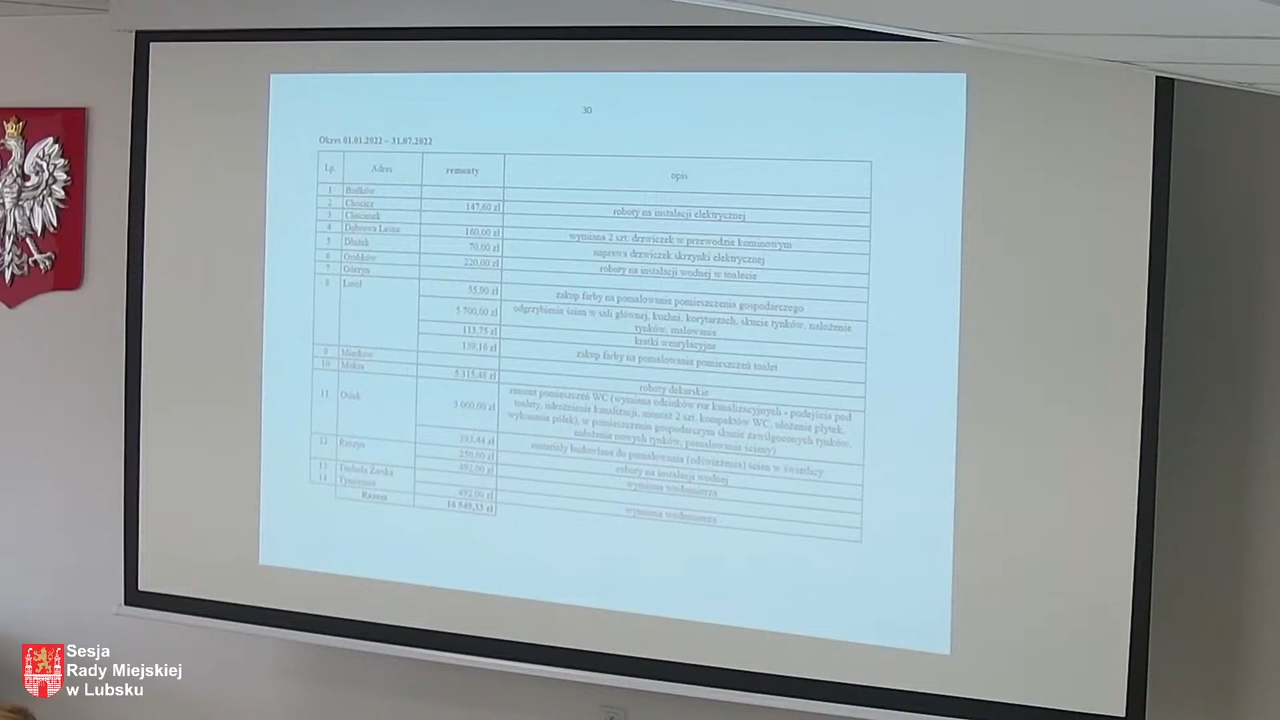 30
Okres 01.01.2022 – 31.07.2022
Lp. Adres remonty opis
1 Białków
2 Chocicz 147,60 zł roboty na instalacji elektrycznej
3 Chocimek
4 Dąbrowa Leśna 160,00 zł wymiana 2 szt. drzwiczek w przewodzie kominowym
5 Dłużek 70,00 zł naprawa drzwiczek skrzynki elektrycznej
6 Grabków 220,00 zł roboty na instalacji wodnej w toalecie
7 Górzyn
8 55,00 zł zakup farby na pomalowanie pomieszczenia gospodarczego
5 700,00 zł odgrzybienie ścian w sali głównej, kuchni, korytarzach, skucie tynków, nałożenie
tynków, malowanie
113,75 zł kratki wentylacyjne
139,16 zł zakup farby na pomalowanie pomieszczeń toalet
9 Mierków
10 5 315,48 zł roboty dekarskie
11 Osiek 3 000,00 zł remont pomieszczeń WC (wymiana odcinków rur kanalizacyjnych - podejścia pod
toalety, udrożnienie kanalizacji, montaż 2 szt. kompaktów WC, ułożenie płytek,
wykonanie półek), w pomieszczeniu gospodarczym skucie zawilgoconych tynków,
nałożenie nowych tynków, pomalowanie ściany)
393,44 zł materiały budowlane do pomalowania (odświeżenia) ścian w świetlicy
12 Raszyn 250,00 zł roboty na instalacji wodnej
492,00 zł wymiana wodomierza
13 Tuchola Żarska
14 Tymienice 492,00 zł wymiana wodomierza
Razem 16 549,33 zł
Sesja
Rady Miejskiej
w Lubsku